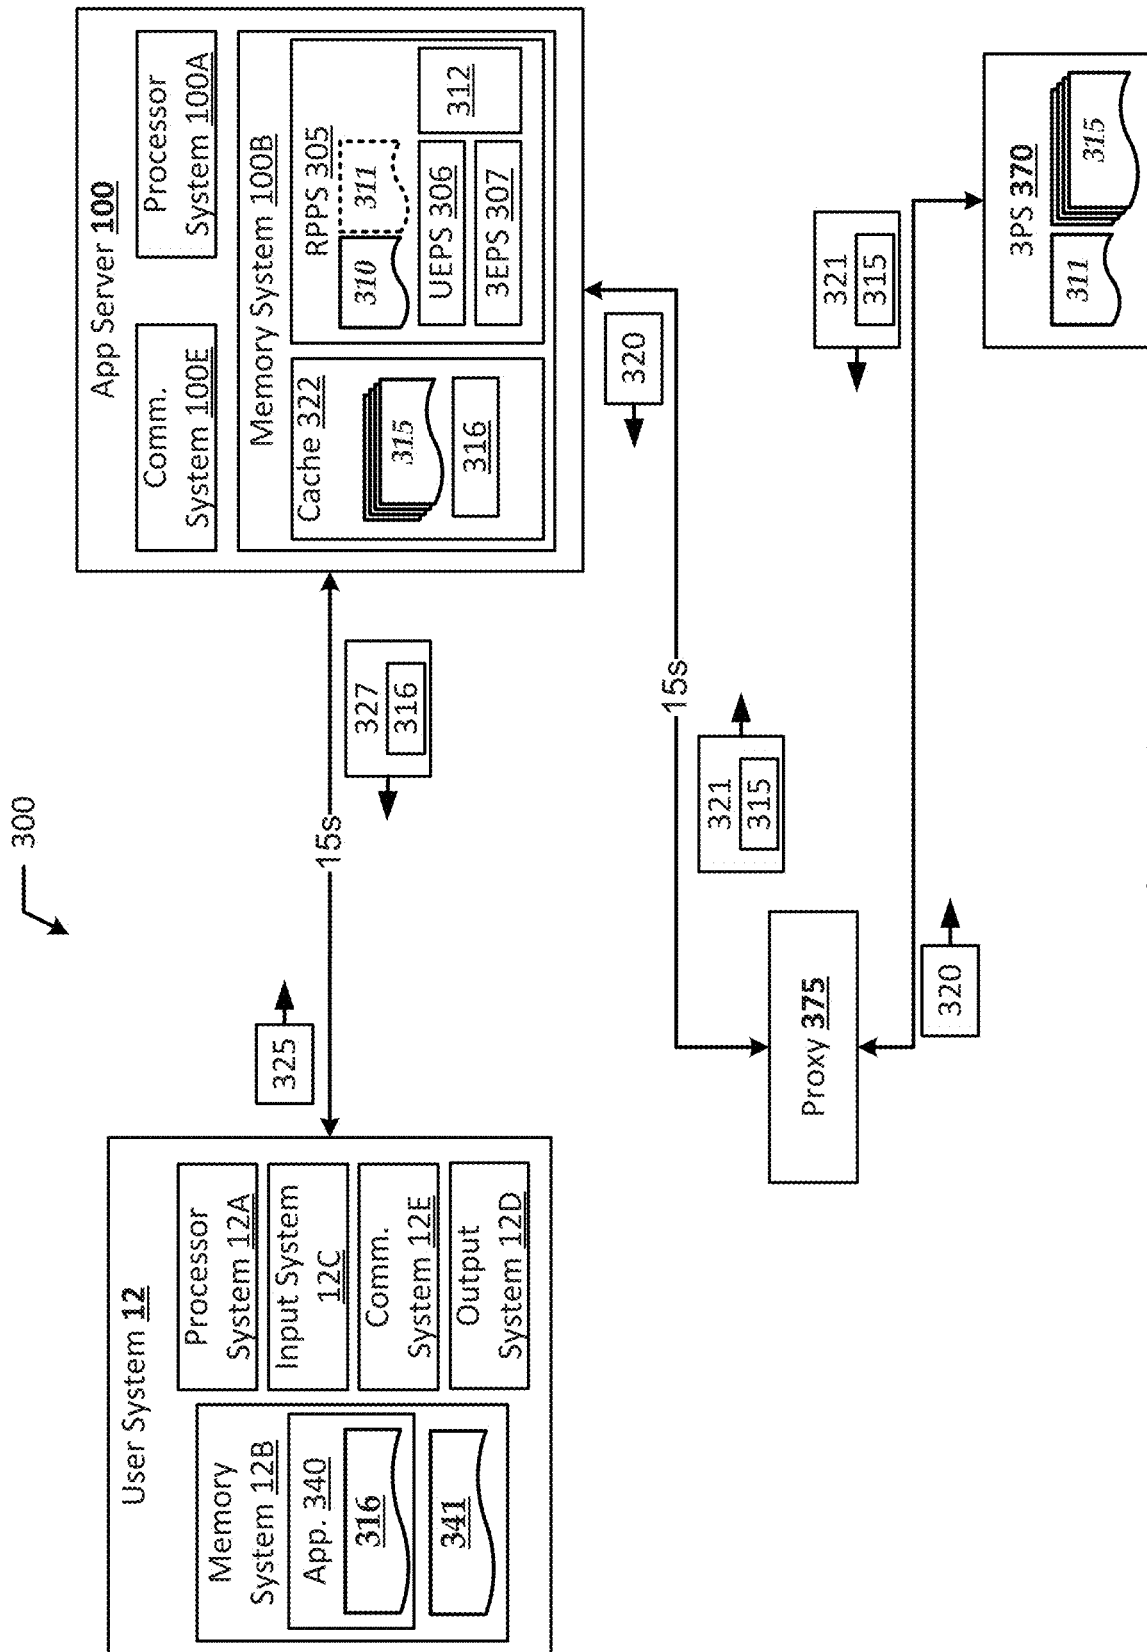 300
User System 12
Memory
System 12B
App. 340
316
341
Processor
System 12A
Input System
12C
Comm.
System 12E
Output
System 12D
325
15s
327
316
App Server 100
Comm.
System 100E
Processor
System 100A
Memory System 100B
Cache 322
315
316
RPPS 305
310
311
UEPS 306
3EPS 307
312
320
15s
321
315
Proxy 375
320
321
315
3PS 370
311
315